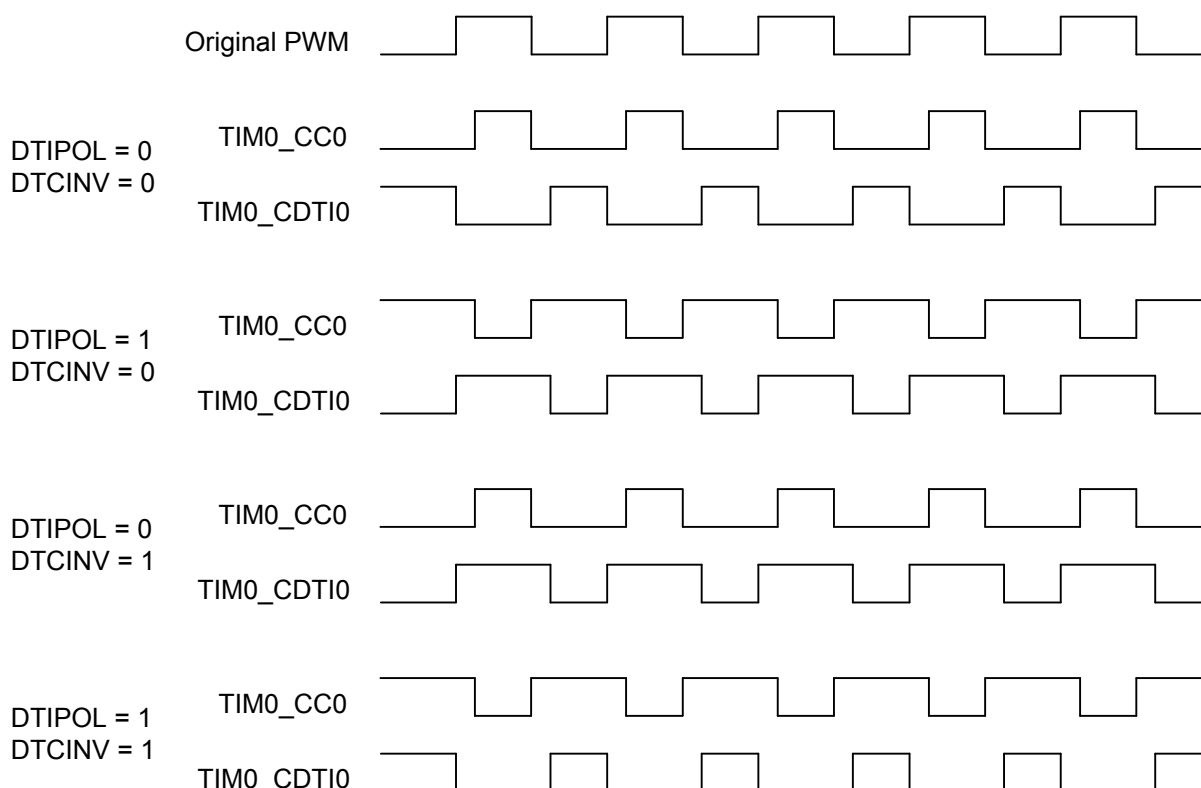 Original PWM
DTIPOL = 0
DTCINV = 0
TIM0_CC0
TIM0_CDTI0
DTIPOL = 1
DTCINV = 0
TIM0_CC0
TIM0_CDTI0
DTIPOL = 0
DTCINV = 1
TIM0_CC0
TIM0_CDTI0
DTIPOL = 1
DTCINV = 1
TIM0_CC0
TIM0_CDTI0